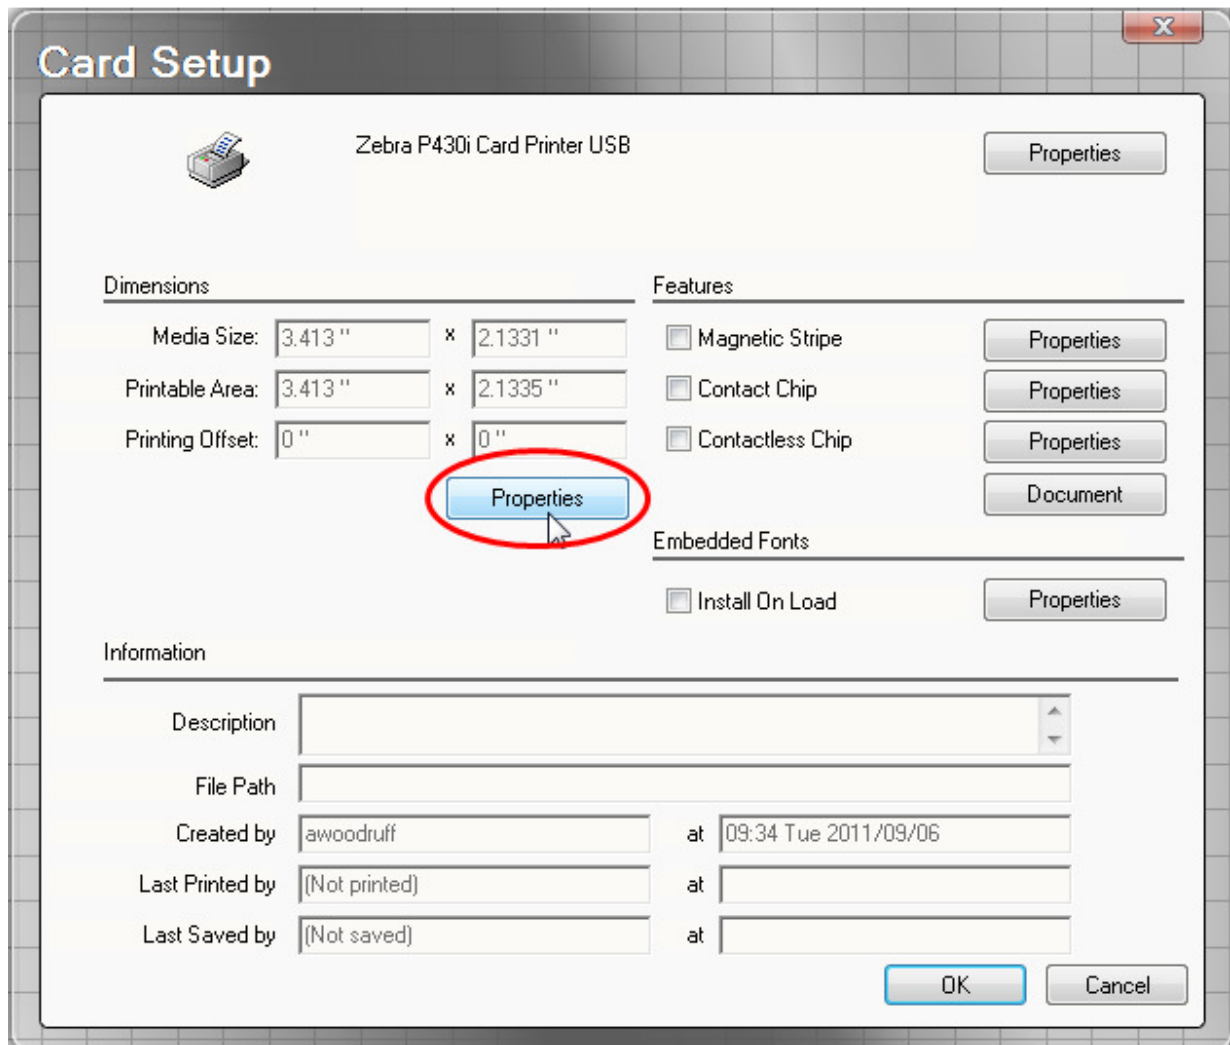 Card Setup
X
Zebra P430i Card Printer USB
Properties
Dimensions
Media Size: 3.413 " x 2.1331 "
Printable Area: 3.413 " x 2.1335 "
Printing Offset: 0 " x 0 "
Properties
Features
Magnetic Stripe Properties
Contact Chip Properties
Contactless Chip Properties
Document
Embedded Fonts
Install On Load Properties
Information
Description
File Path
Created by awoodruff at 09:34 Tue 2011/09/06
Last Printed by (Not printed) at
Last Saved by (Not saved) at
OK Cancel